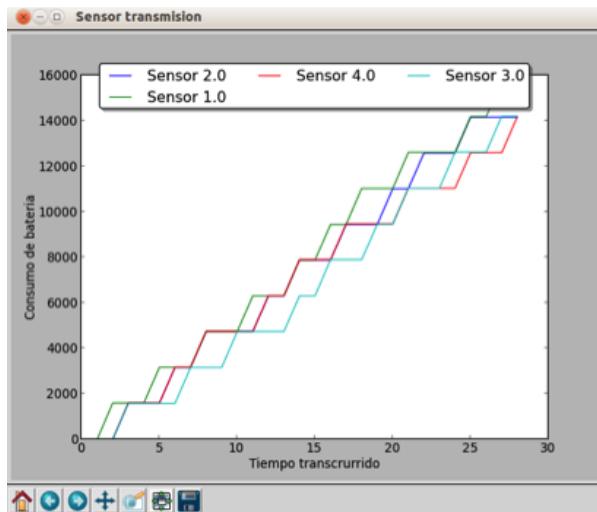 Sensor transmision
Sensor 2.0 Sensor 4.0 Sensor 3.0
Sensor 1.0
16000
14000
12000
10000
8000
6000
4000
2000
0
Consumo de bateria
0 5 10 15 20 25 30
Tiempo transcrurrido